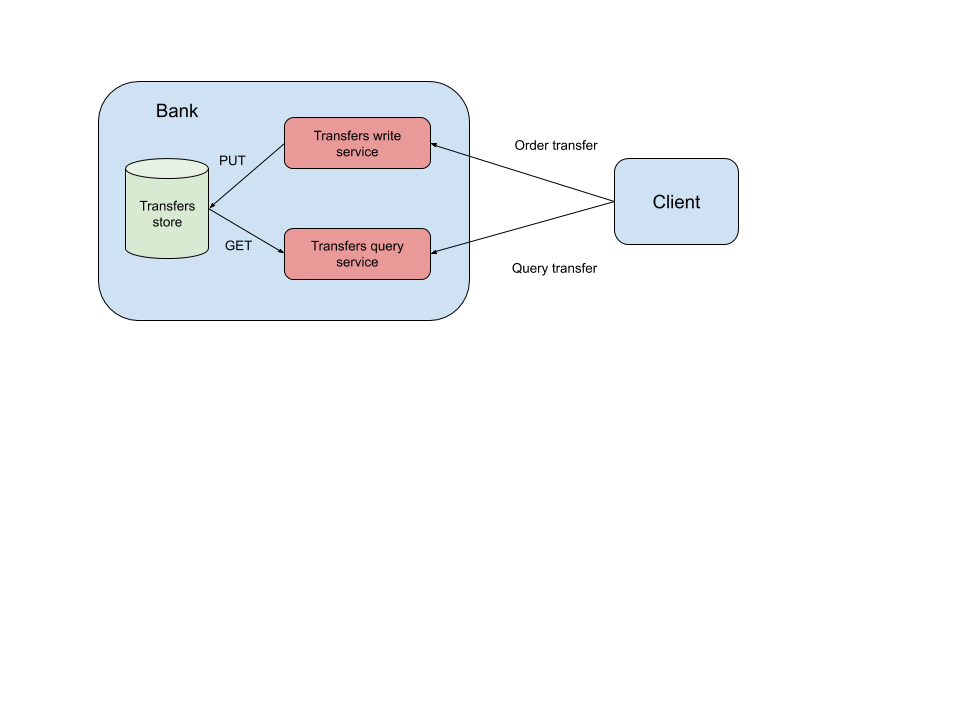 Bank
Transfers write
service
PUT
Transfers
store
GET
Transfers query
service
Order transfer
Client
Query transfer